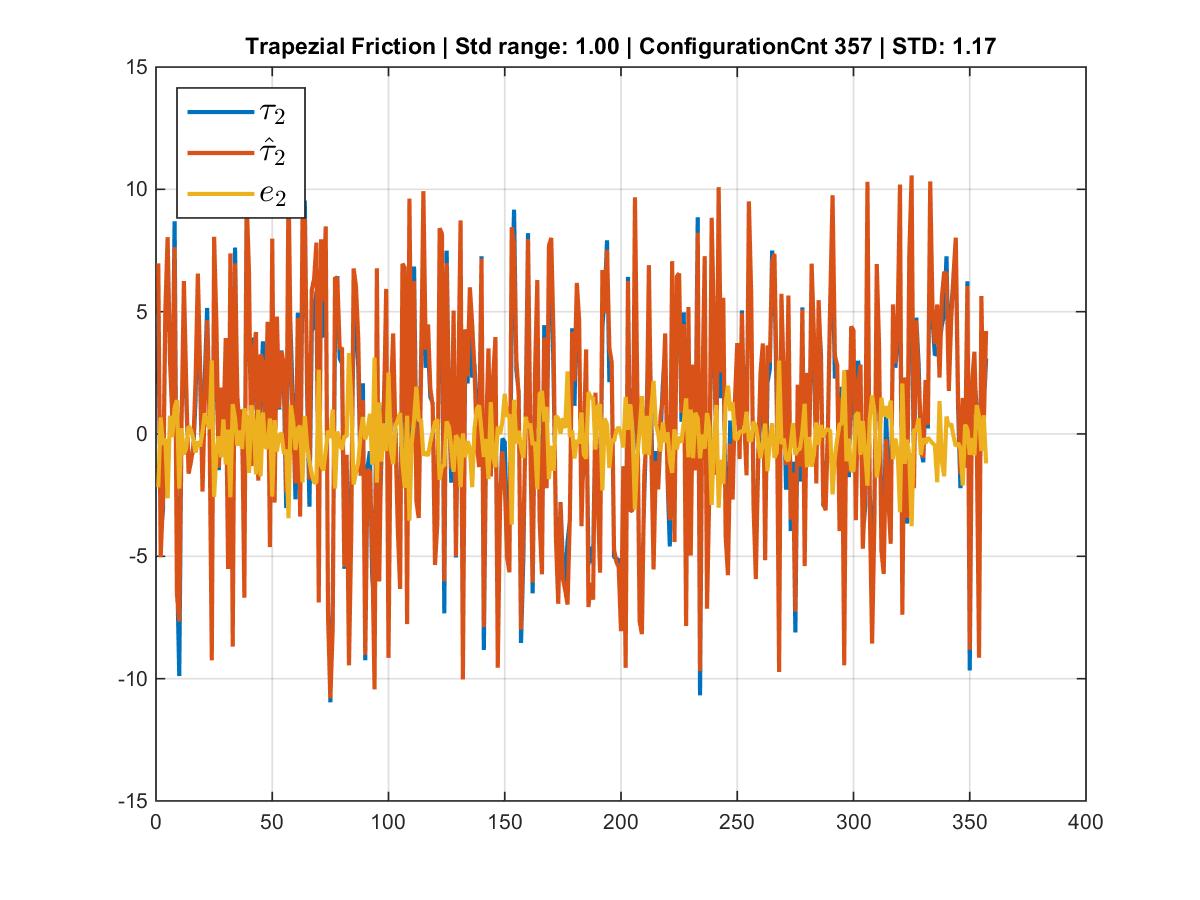 Trapezial Friction | Std range: 1.00 | ConfigurationCnt 357 | STD: 1.17
15
τ₂
τ̂₂
e₂
10
5
0
-5
-10
-15
0 50 100 150 200 250 300 350 400